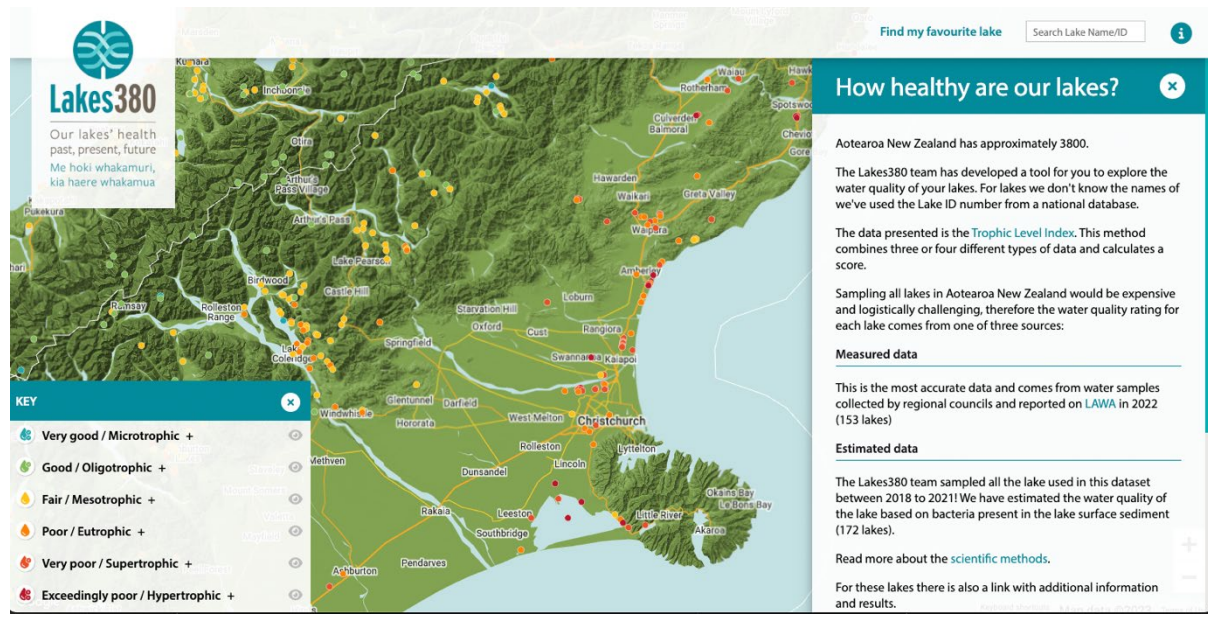 Lakes380
Our lakes' health
past, present, future
Me hoki whakamuri,
kia haere whakamua
Find my favourite lake
Search Lake Name/ID
i
How healthy are our lakes?
Aotearoa New Zealand has approximately 3800.
The Lakes380 team has developed a tool for you to explore the
water quality of your lakes. For lakes we don't know the names of
we've used the Lake ID number from a national database.
The data presented is the Trophic Level Index. This method
combines three or four different types of data and calculates a
score.
Sampling all lakes in Aotearoa New Zealand would be expensive
and logistically challenging, therefore the water quality rating for
each lake comes from one of three sources:
Measured data
This is the most accurate data and comes from water samples
collected by regional councils and reported on LAWA in 2022
(153 lakes)
Estimated data
The Lakes380 team sampled all the lake used in this dataset
between 2018 to 2021! We have estimated the water quality of
the lake based on bacteria present in the lake surface sediment
(172 lakes).
Read more about the scientific methods.
For these lakes there is also a link with additional information
and results.
Kumara
Inchbonnie
Otira
Arthur's
Pass Village
Arthur's Pass
Pukekura
Lake Pearson
Birdwood
Castle Hill
Ramsay
Rolleston
Range
Lake
Coleridge
Waiau
Rotherham
Culverden
Balmoral
Hawarden
Waikari
Greta Valley
Waipara
Amberley
Loburn
Starvation Hill
Oxford
Cust
Rangiora
Springfield
Swannanoa
Kaiapoi
Glentunnel
Darfield
Windwhistle
Hororata
West Melton
Christchurch
Rolleston
Lyttelton
Methven
Lincoln
Dunsandel
Okains Bay
Le Bons Bay
Rakaia
Leeston
Little River
Southbridge
Akaroa
Pendarves
Ashburton
KEY
Very good / Microtrophic +
Good / Oligotrophic +
Fair / Mesotrophic +
Poor / Eutrophic +
Very poor / Supertrophic +
Exceedingly poor / Hypertrophic +